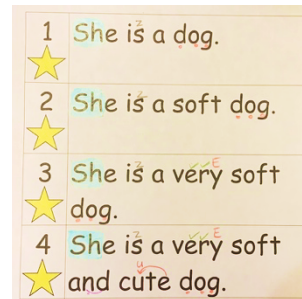 1 She is a dog.
2 She is a soft dog.
3 She is a very soft
dog.
4 She is a very soft
and cute dog.